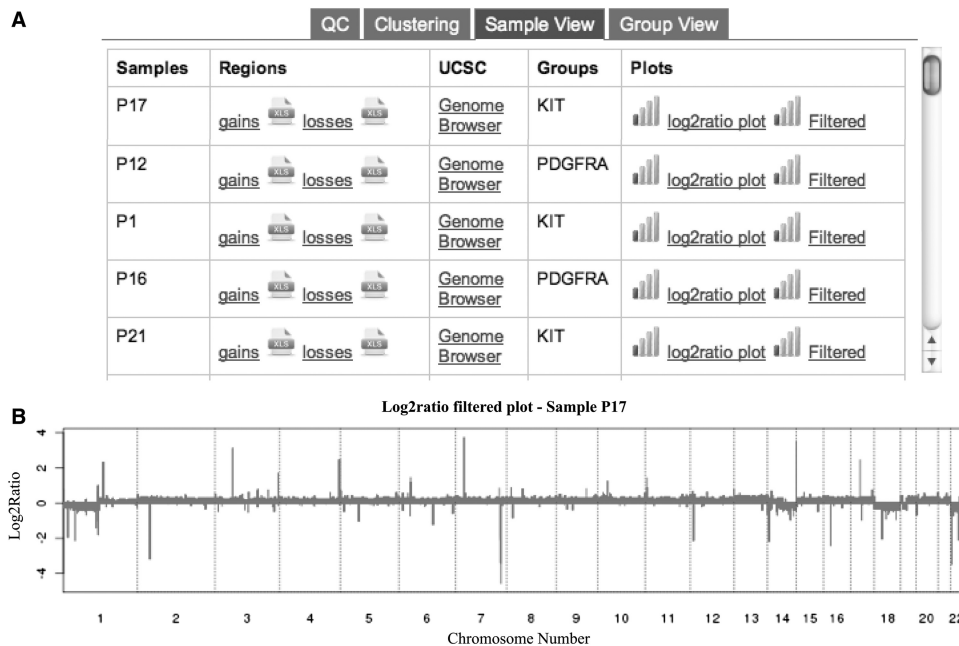 A
QC Clustering Sample View Group View
Samples Regions UCSC Groups Plots
P17 gains XLS losses XLS Genome Browser KIT log2ratio plot Filtered
P12 gains XLS losses XLS Genome Browser PDGFRA log2ratio plot Filtered
P1 gains XLS losses XLS Genome Browser KIT log2ratio plot Filtered
P16 gains XLS losses XLS Genome Browser PDGFRA log2ratio plot Filtered
P21 gains XLS losses XLS Genome Browser KIT log2ratio plot Filtered
B
Log2ratio filtered plot - Sample P17
Log2Ratio
4
2
0
-2
-4
1 2 3 4 5 6 7 8 9 10 11 12 13 14 15 16 18 20 22
Chromosome Number